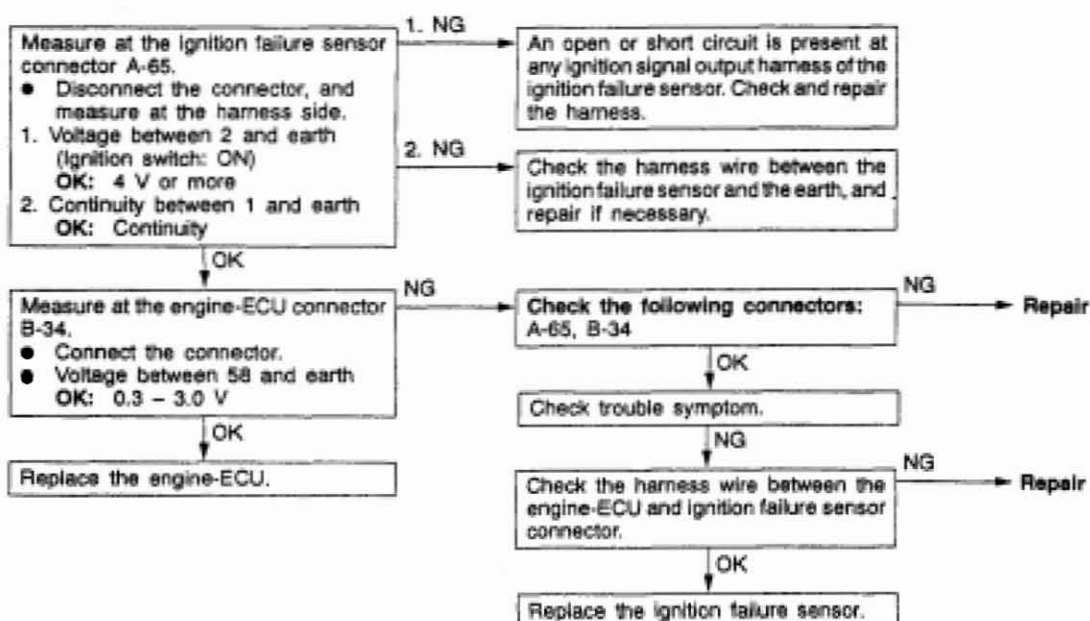 Measure at the ignition failure sensor
connector A-65.
● Disconnect the connector, and
measure at the harness side.
1. Voltage between 2 and earth
(Ignition switch: ON)
OK: 4 V or more
2. Continuity between 1 and earth
OK: Continuity
1. NG
An open or short circuit is present at
any ignition signal output harness of the
ignition failure sensor. Check and repair
the harness.
2. NG
Check the harness wire between the
ignition failure sensor and the earth, and
repair if necessary.
OK
Measure at the engine-ECU connector
B-34.
● Connect the connector.
● Voltage between 58 and earth
OK: 0.3 – 3.0 V
NG
Check the following connectors:
A-65, B-34
NG
Repair
OK
Replace the engine-ECU.
OK
Check trouble symptom.
NG
Check the harness wire between the
engine-ECU and ignition failure sensor
connector.
NG
Repair
OK
Replace the ignition failure sensor.